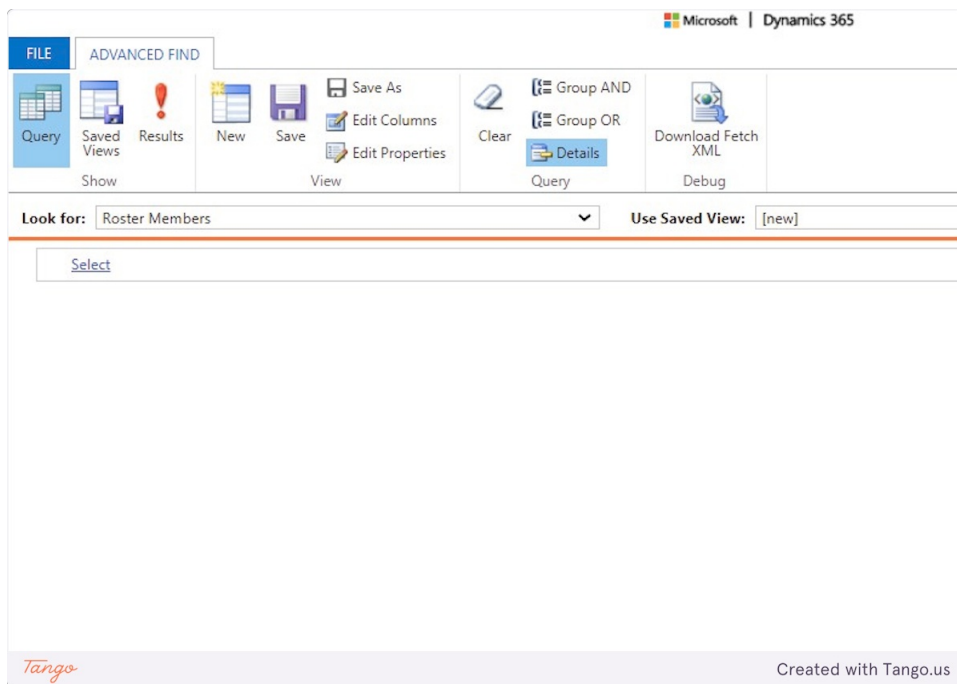 Microsoft | Dynamics 365
FILE ADVANCED FIND
Query Saved Views Results New Save Save As Edit Columns Edit Properties Clear Group AND Group OR Details Download Fetch XML
Show View Query Debug
Look for: Roster Members Use Saved View: [new]
Select
Tango Created with Tango.us